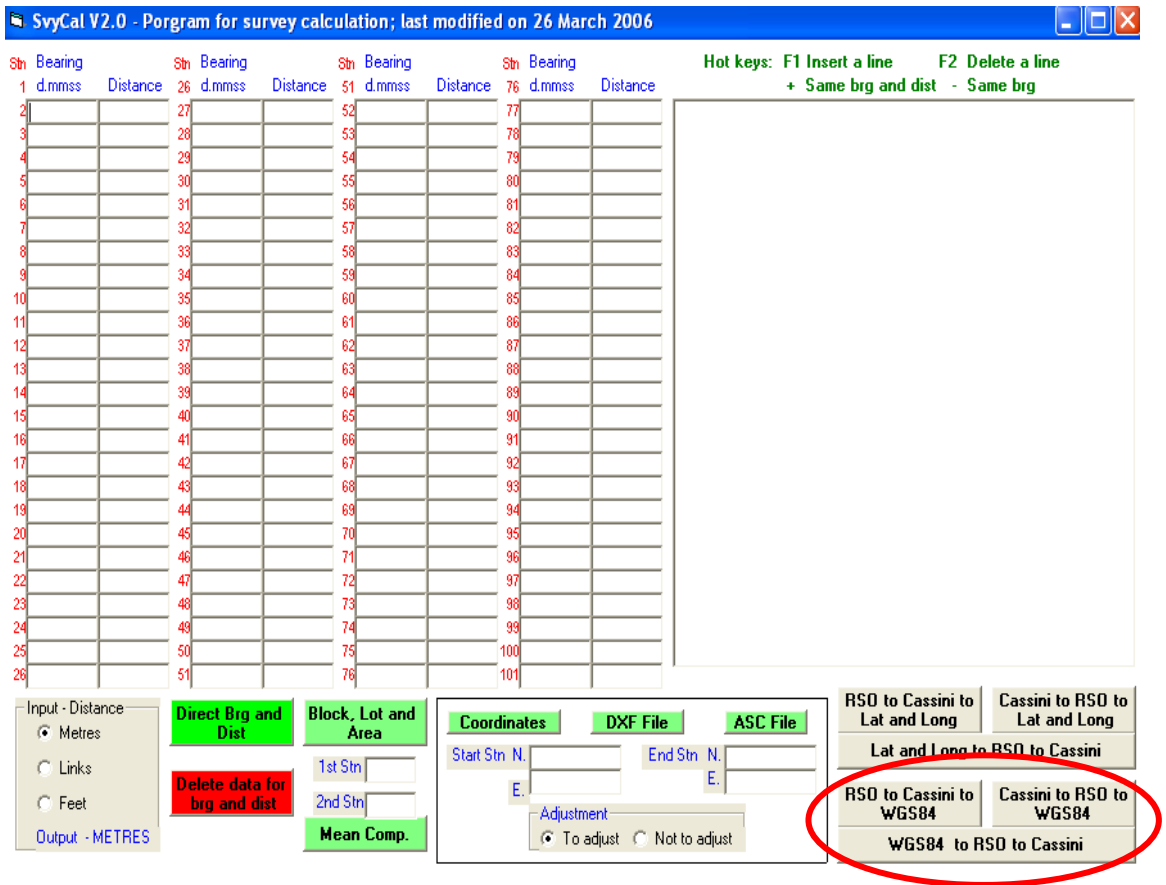 SvyCal V2.0 - Porgram for survey calculation; last modified on 26 March 2006
Stn Bearing Stn Bearing Stn Bearing Stn Bearing Hot keys: F1 Insert a line F2 Delete a line
1 d.mmss Distance 26 d.mmss Distance 51 d.mmss Distance 76 d.mmss Distance + Same brg and dist - Same brg
2 27 52 77
3 28 53 78
4 29 54 79
5 30 55 80
6 31 56 81
7 32 57 82
8 33 58 83
9 34 59 84
10 35 60 85
11 36 61 86
12 37 62 87
13 38 63 88
14 39 64 89
15 40 65 90
16 41 66 91
17 42 67 92
18 43 68 93
19 44 69 94
20 45 70 95
21 46 71 96
22 47 72 97
23 48 73 98
24 49 74 99
25 50 75 100
26 51 76 101
Input - Distance
Metres
Links
Feet
Output - METRES
Direct Brg and
Dist
Delete data for
brg and dist
Block, Lot and
Area
1st Stn
2nd Stn
Mean Comp.
Coordinates DXF File ASC File
Start Stn N. End Stn N.
E. E.
Adjustment
To adjust Not to adjust
RSO to Cassini to
Lat and Long
Cassini to RSO to
Lat and Long
Lat and Long to RSO to Cassini
RSO to Cassini to
WGS84
Cassini to RSO to
WGS84
WGS84 to RSO to Cassini